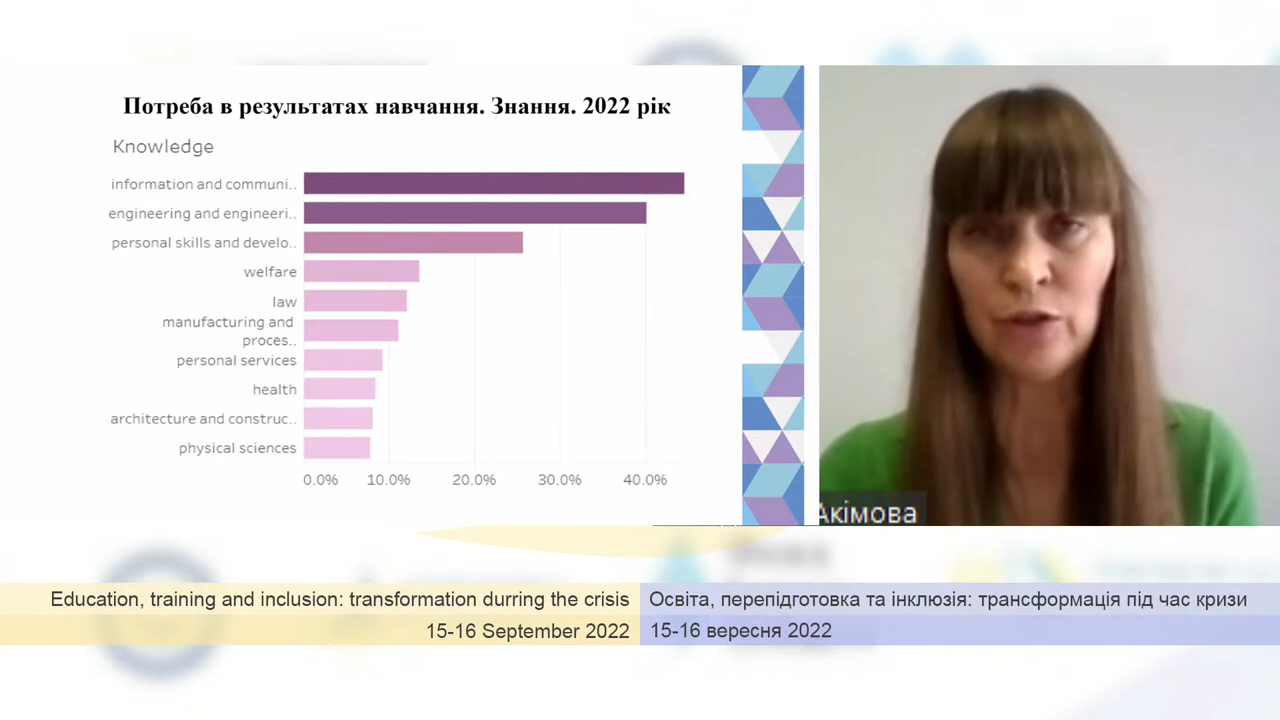 Потреба в результатах навчання. Знання. 2022 рік
Knowledge
information and communi..
engineering and engineeri..
personal skills and develo..
welfare
law
manufacturing and
proces..
personal services
health
architecture and construc..
physical sciences
0.0% 10.0% 20.0% 30.0% 40.0%
Акімова
Education, training and inclusion: transformation durring the crisis
15-16 September 2022
Освіта, перепідготовка та інклюзія: трансформація під час кризи
15-16 вересня 2022